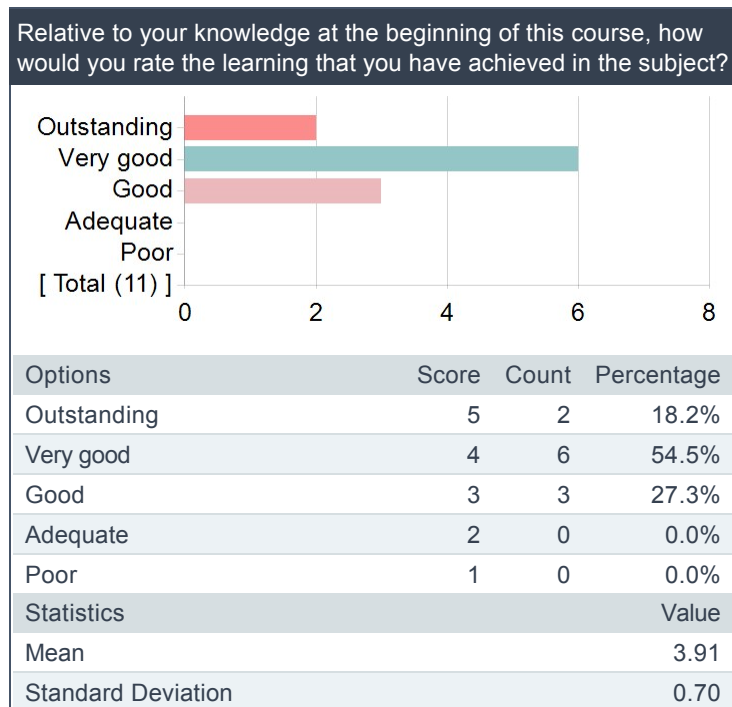 Relative to your knowledge at the beginning of this course, how
would you rate the learning that you have achieved in the subject?
Outstanding
Very good
Good
Adequate
Poor
[ Total (11) ]
0 2 4 6 8
Options Score Count Percentage
Outstanding 5 2 18.2%
Very good 4 6 54.5%
Good 3 3 27.3%
Adequate 2 0 0.0%
Poor 1 0 0.0%
Statistics Value
Mean 3.91
Standard Deviation 0.70